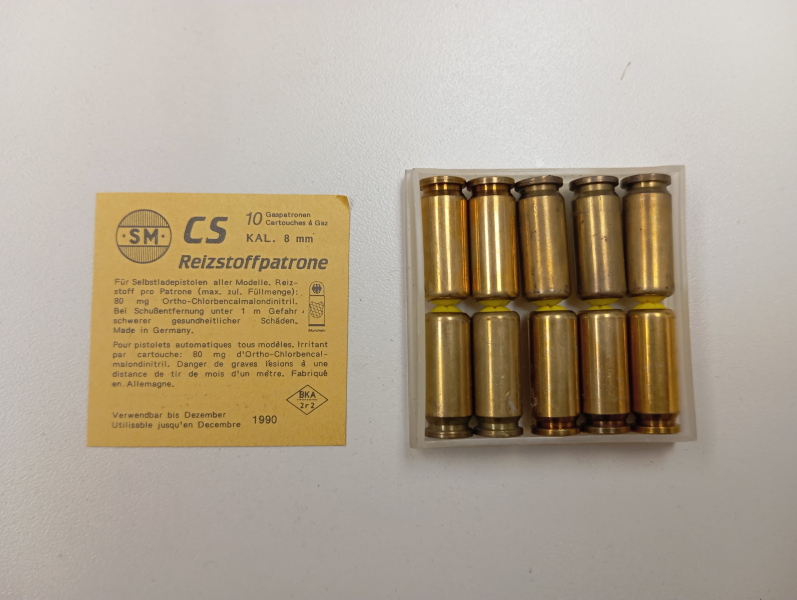 ·SM·
CS
10 Gaspatronen
Cartouches à Gaz
KAL. 8 mm
Reizstoffpatrone
Für Selbstladepistolen aller Modelle. Reiz-
stoff pro Patrone (max. zul. Füllmenge):
80 mg Ortho-Chlorbencalmalondinitril.
Bei Schußentfernung unter 1 m Gefahr
schwerer gesundheitlicher Schäden.
Made in Germany.
München
Pour pistolets automatiques tous modèles. Irritant
par cartouche: 80 mg d'Ortho-Chlorbencal-
malondinitril. Danger de graves lésions à une
distance de tir de mois d'un métre. Fabriqué
en Allemagne.
BKA
2r2
Verwendbar bis Dezember
Utilisable jusqu'en Decembre
1990